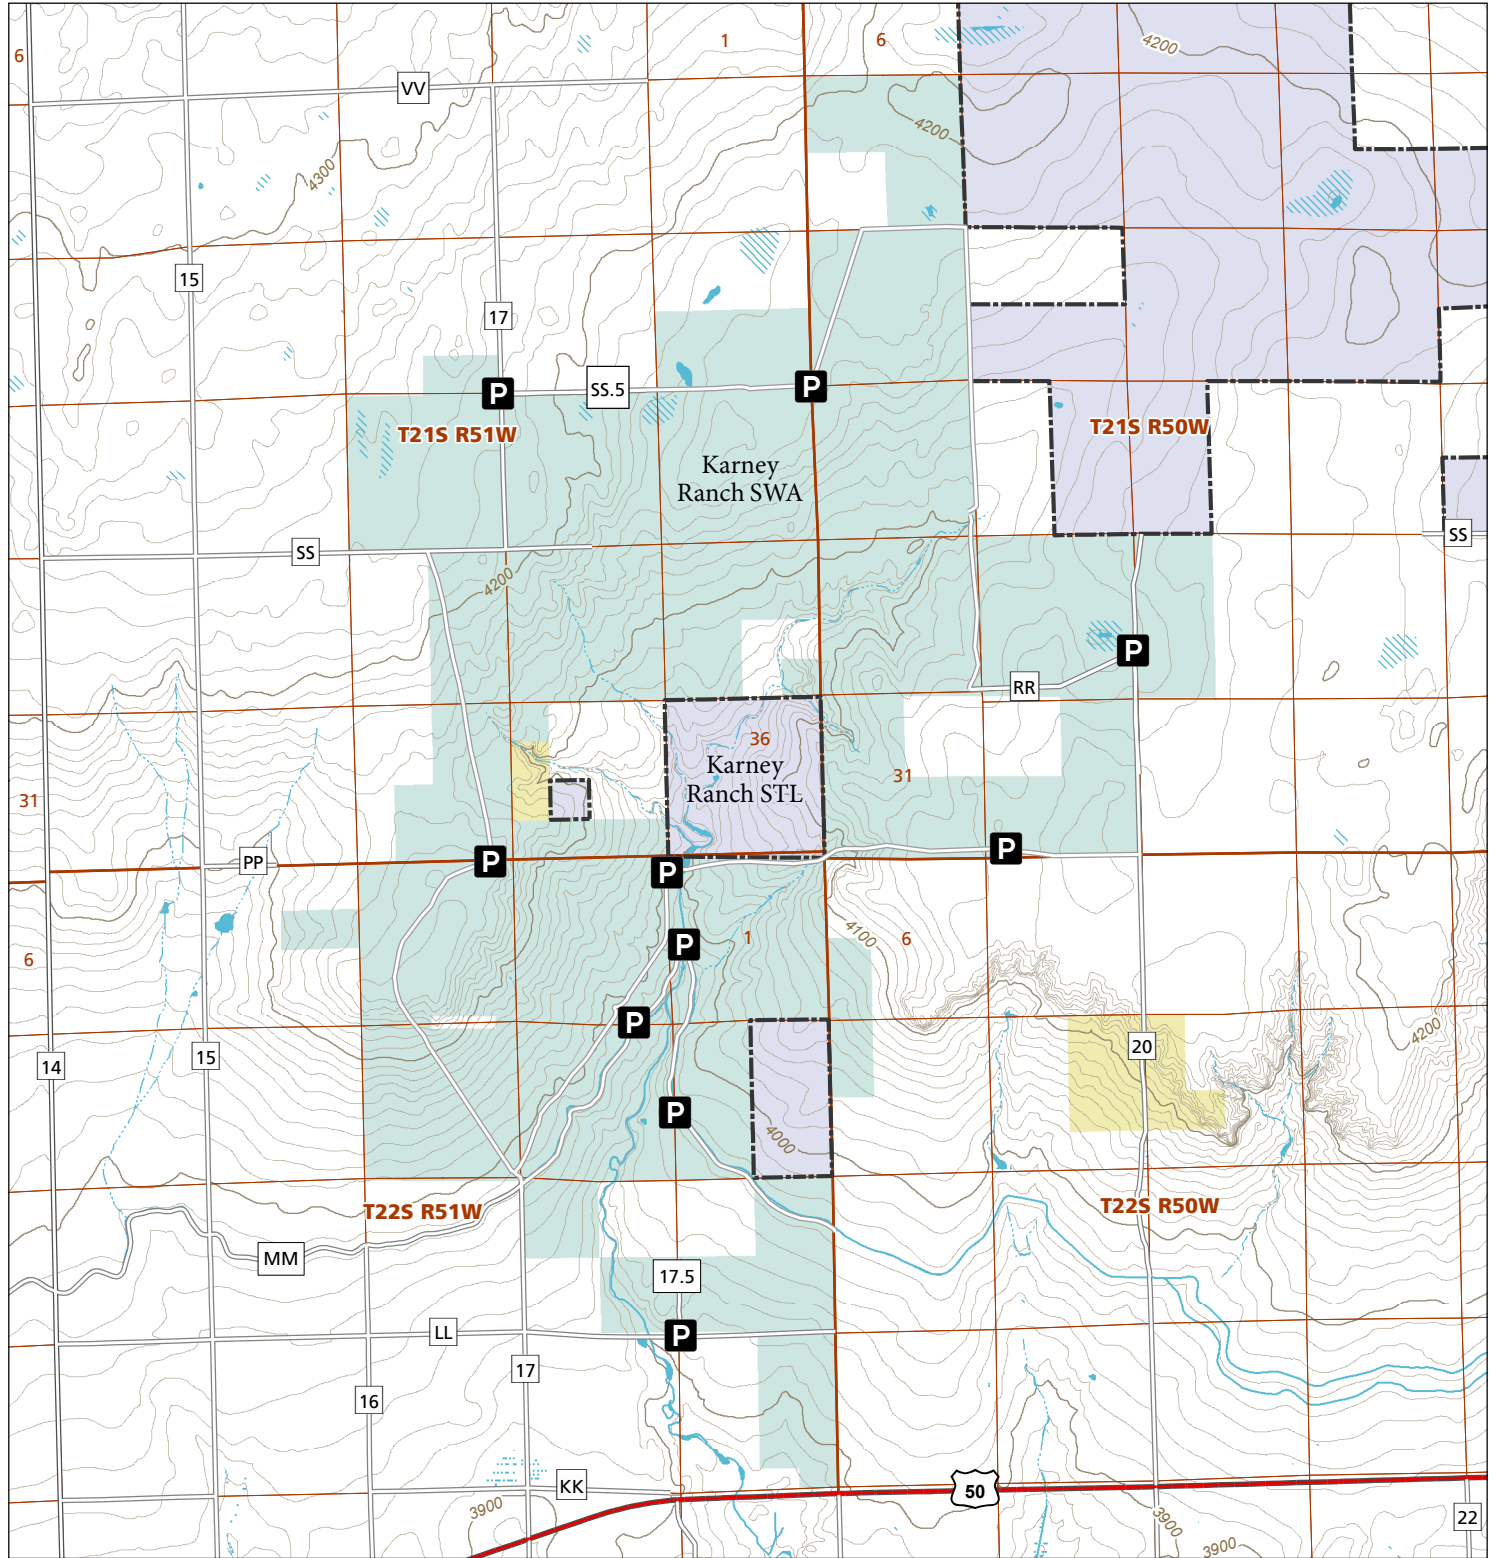 6
1
6
4200
VV
4200
4300
15
17
SS.5
P
P
T21S R51W
T21S R50W
Karney
Ranch SWA
SS
SS
4200
P
RR
36
Karney
Ranch STL
31
31
PP
P
P
P
P
1
4100
6
6
P
4200
20
15
14
P
4000
T22S R51W
T22S R50W
MM
17.5
LL
P
17
16
KK
50
3900
3900
3900
22